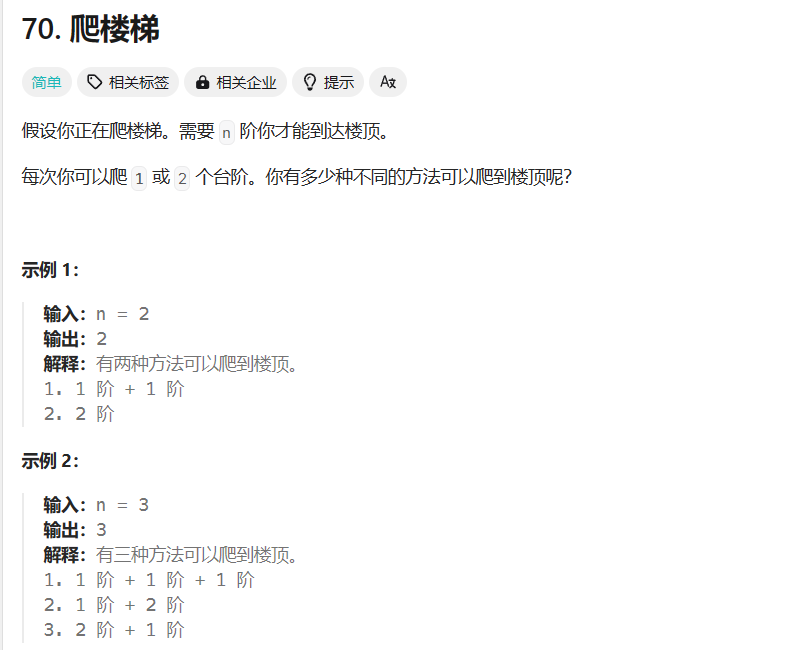 70. 爬楼梯
简单 相关标签 相关企业 提示 A文
假设你正在爬楼梯。需要 n 阶你才能到达楼顶。
每次你可以爬 1 或 2 个台阶。你有多少种不同的方法可以爬到楼顶呢？
示例 1：
输入：n = 2
输出：2
解释：有两种方法可以爬到楼顶。
1. 1 阶 + 1 阶
2. 2 阶
示例 2：
输入：n = 3
输出：3
解释：有三种方法可以爬到楼顶。
1. 1 阶 + 1 阶 + 1 阶
2. 1 阶 + 2 阶
3. 2 阶 + 1 阶